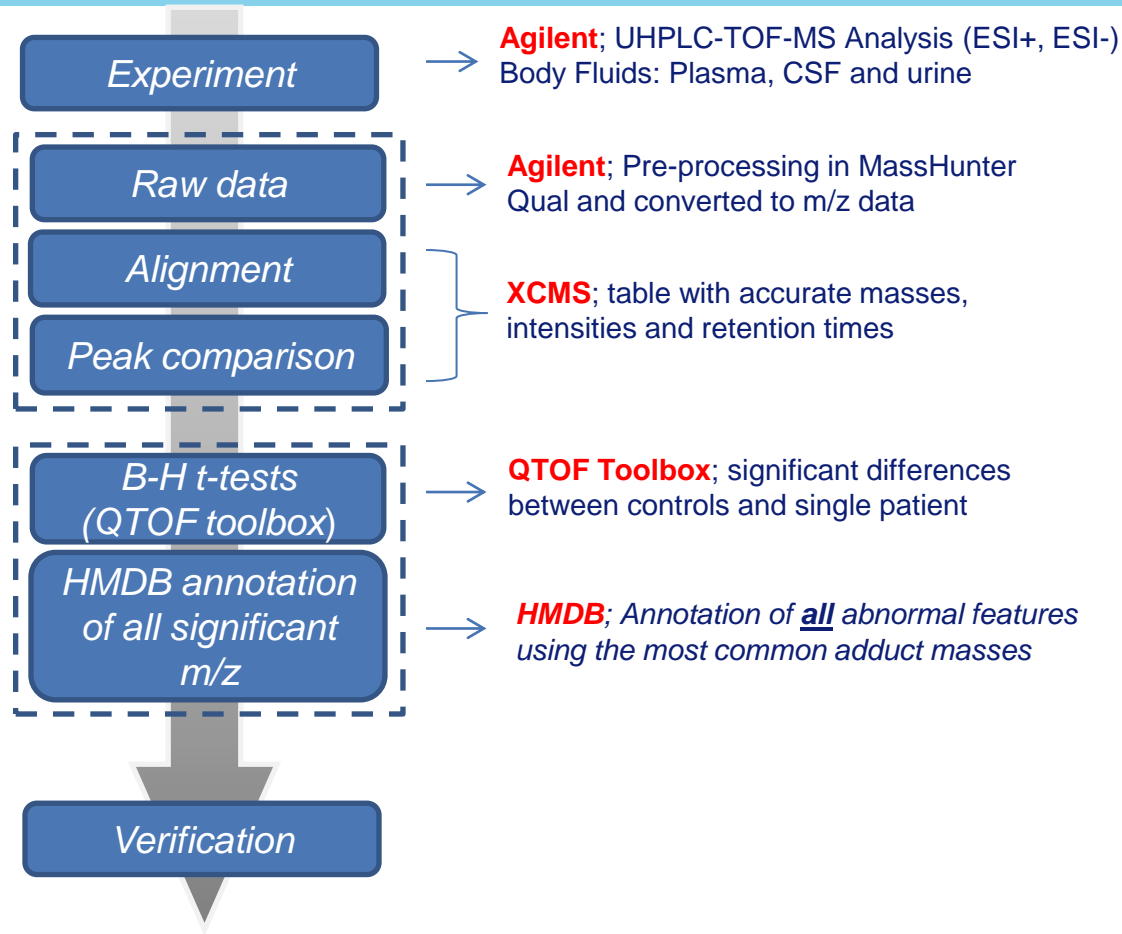 Experiment
Agilent; UHPLC-TOF-MS Analysis (ESI+, ESI-)
Body Fluids: Plasma, CSF and urine
Raw data
Agilent; Pre-processing in MassHunter
Qual and converted to m/z data
Alignment
Peak comparison
XCMS; table with accurate masses,
intensities and retention times
B-H t-tests
(QTOF toolbox)
QTOF Toolbox; significant differences
between controls and single patient
HMDB annotation
of all significant
m/z
HMDB; Annotation of all abnormal features
using the most common adduct masses
Verification